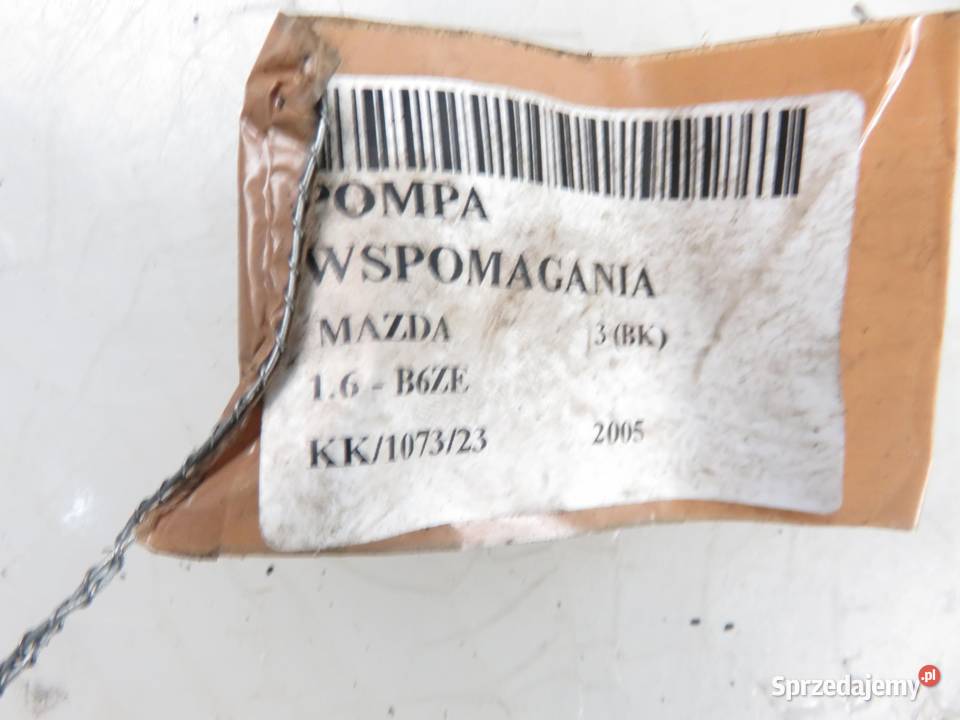 POMPA
WSPOMAGANIA
MAZDA 3 (BK)
1.6 - B6ZE
KK/1073/23 2005
Sprzedajemy.pl